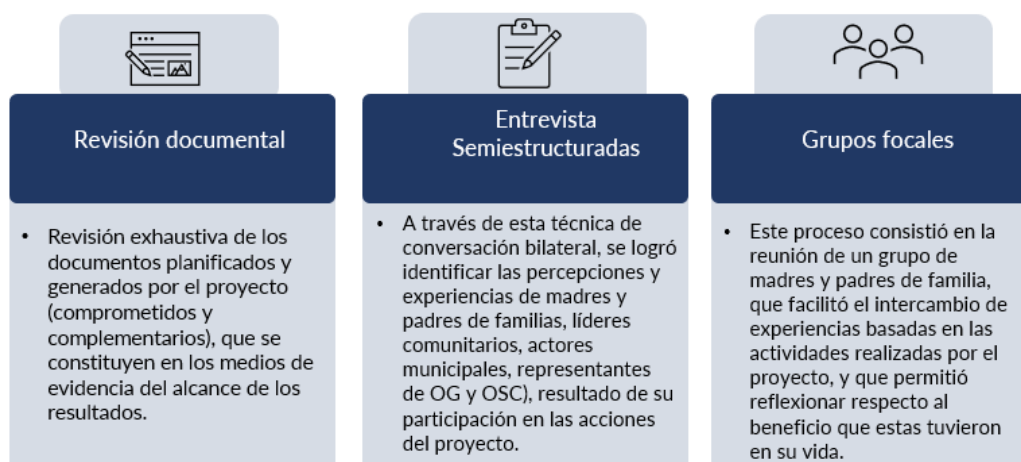 Revisión documental
• Revisión exhaustiva de los
documentos planificados y
generados por el proyecto
(comprometidos y
complementarios), que se
constituyen en los medios de
evidencia del alcance de los
resultados.
Entrevista
Semiestructuradas
• A través de esta técnica de
conversación bilateral, se logró
identificar las percepciones y
experiencias de madres y
padres de familias, líderes
comunitarios, actores
municipales, representantes
de OG y OSC), resultado de su
participación en las acciones
del proyecto.
Grupos focales
• Este proceso consistió en la
reunión de un grupo de
madres y padres de familia,
que facilitó el intercambio de
experiencias basadas en las
actividades realizadas por el
proyecto, y que permitió
reflexionar respecto al
beneficio que estas tuvieron
en su vida.